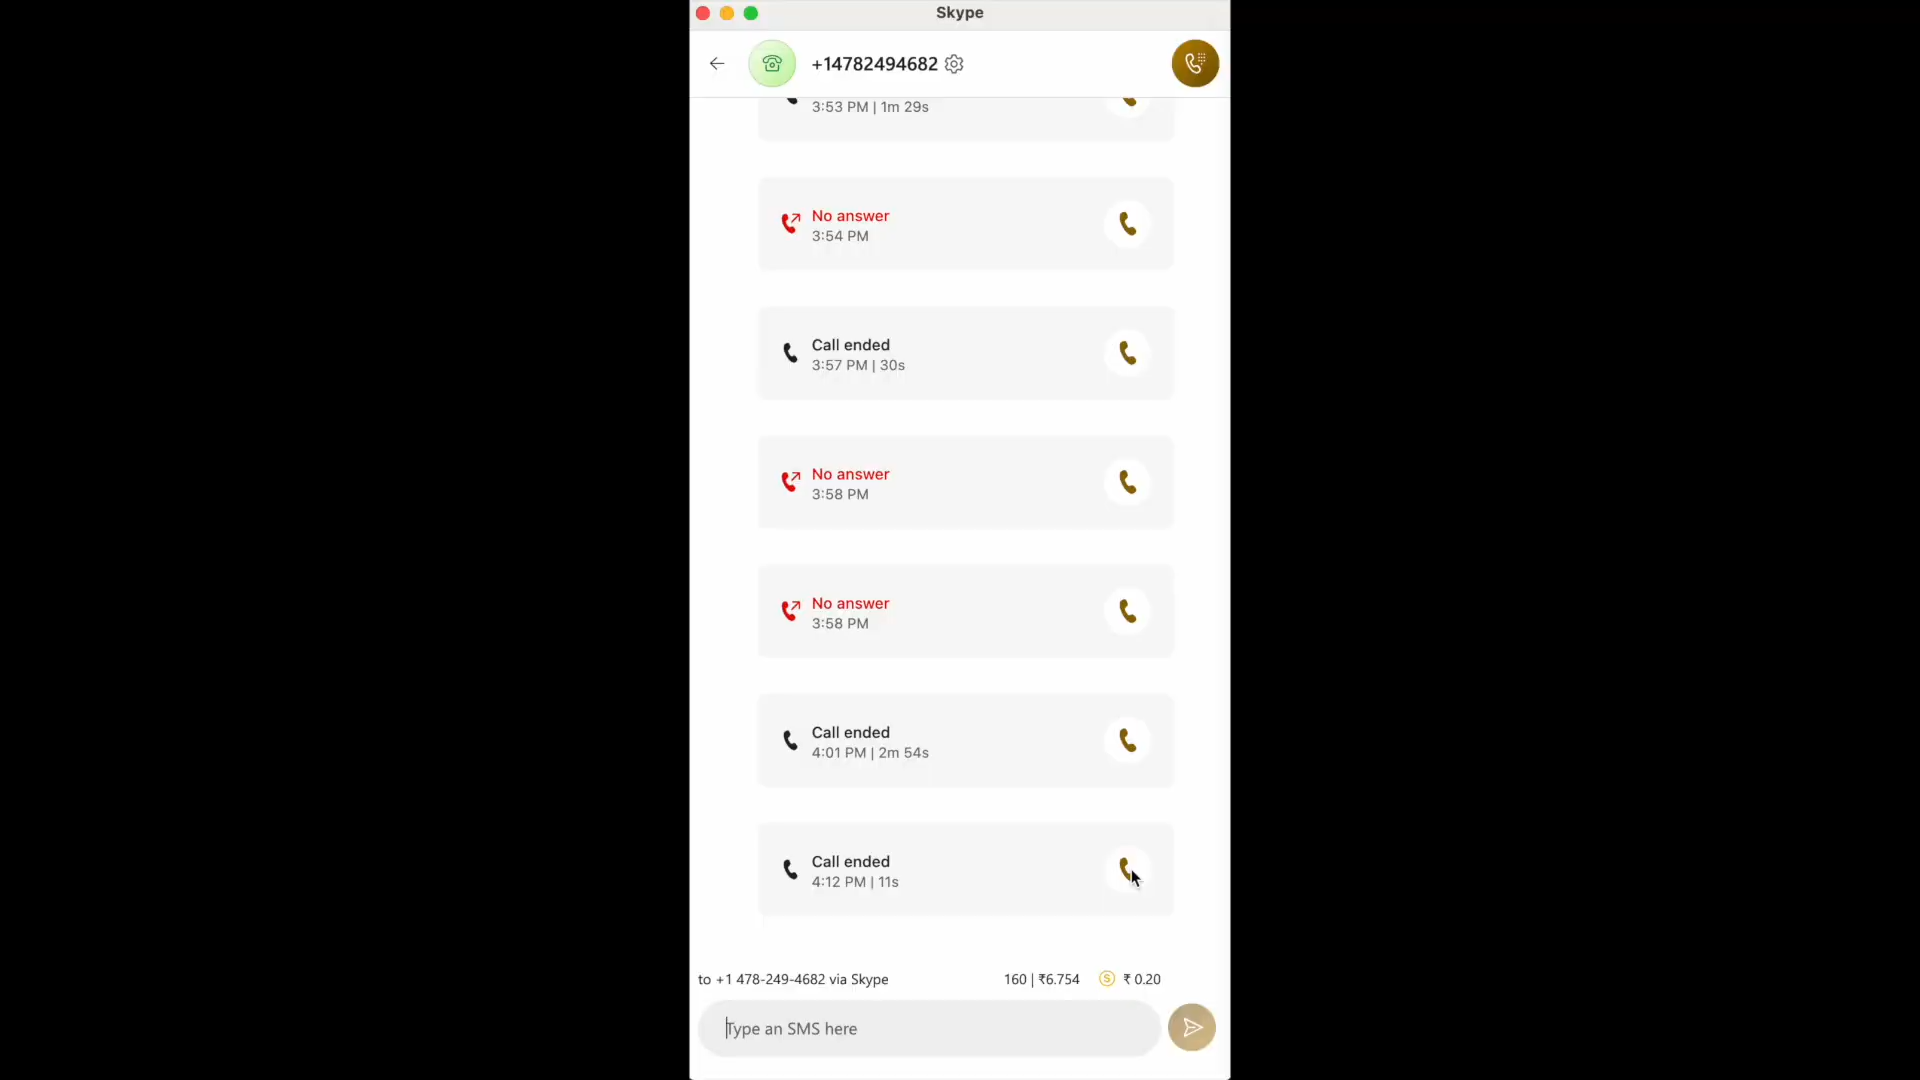 Skype
+14782494682
3:53 PM | 1m 29s
No answer
3:54 PM
Call ended
3:57 PM | 30s
No answer
3:58 PM
No answer
3:58 PM
Call ended
4:01 PM | 2m 54s
Call ended
4:12 PM | 11s
to +1 478-249-4682 via Skype 160 | ₹6.754 S ₹ 0.20
Type an SMS here